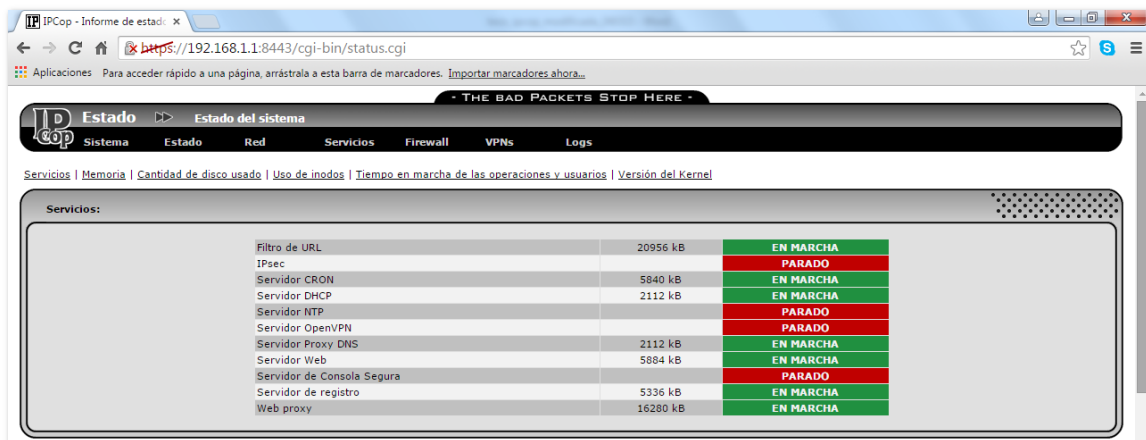 IPCop - Informe de estado
https://192.168.1.1:8443/cgi-bin/status.cgi
Aplicaciones Para acceder rápido a una página, arrástrala a esta barra de marcadores. Importar marcadores ahora...
- THE BAD PACKETS STOP HERE -
IP Cop
Estado Estado del sistema
Sistema Estado Red Servicios Firewall VPNs Logs
Servicios | Memoria | Cantidad de disco usado | Uso de inodos | Tiempo en marcha de las operaciones y usuarios | Versión del Kernel
Servicios:
Filtro de URL 20956 kB EN MARCHA
IPsec PARADO
Servidor CRON 5840 kB EN MARCHA
Servidor DHCP 2112 kB EN MARCHA
Servidor NTP PARADO
Servidor OpenVPN PARADO
Servidor Proxy DNS 2112 kB EN MARCHA
Servidor Web 5884 kB EN MARCHA
Servidor de Consola Segura PARADO
Servidor de registro 5336 kB EN MARCHA
Web proxy 16280 kB EN MARCHA